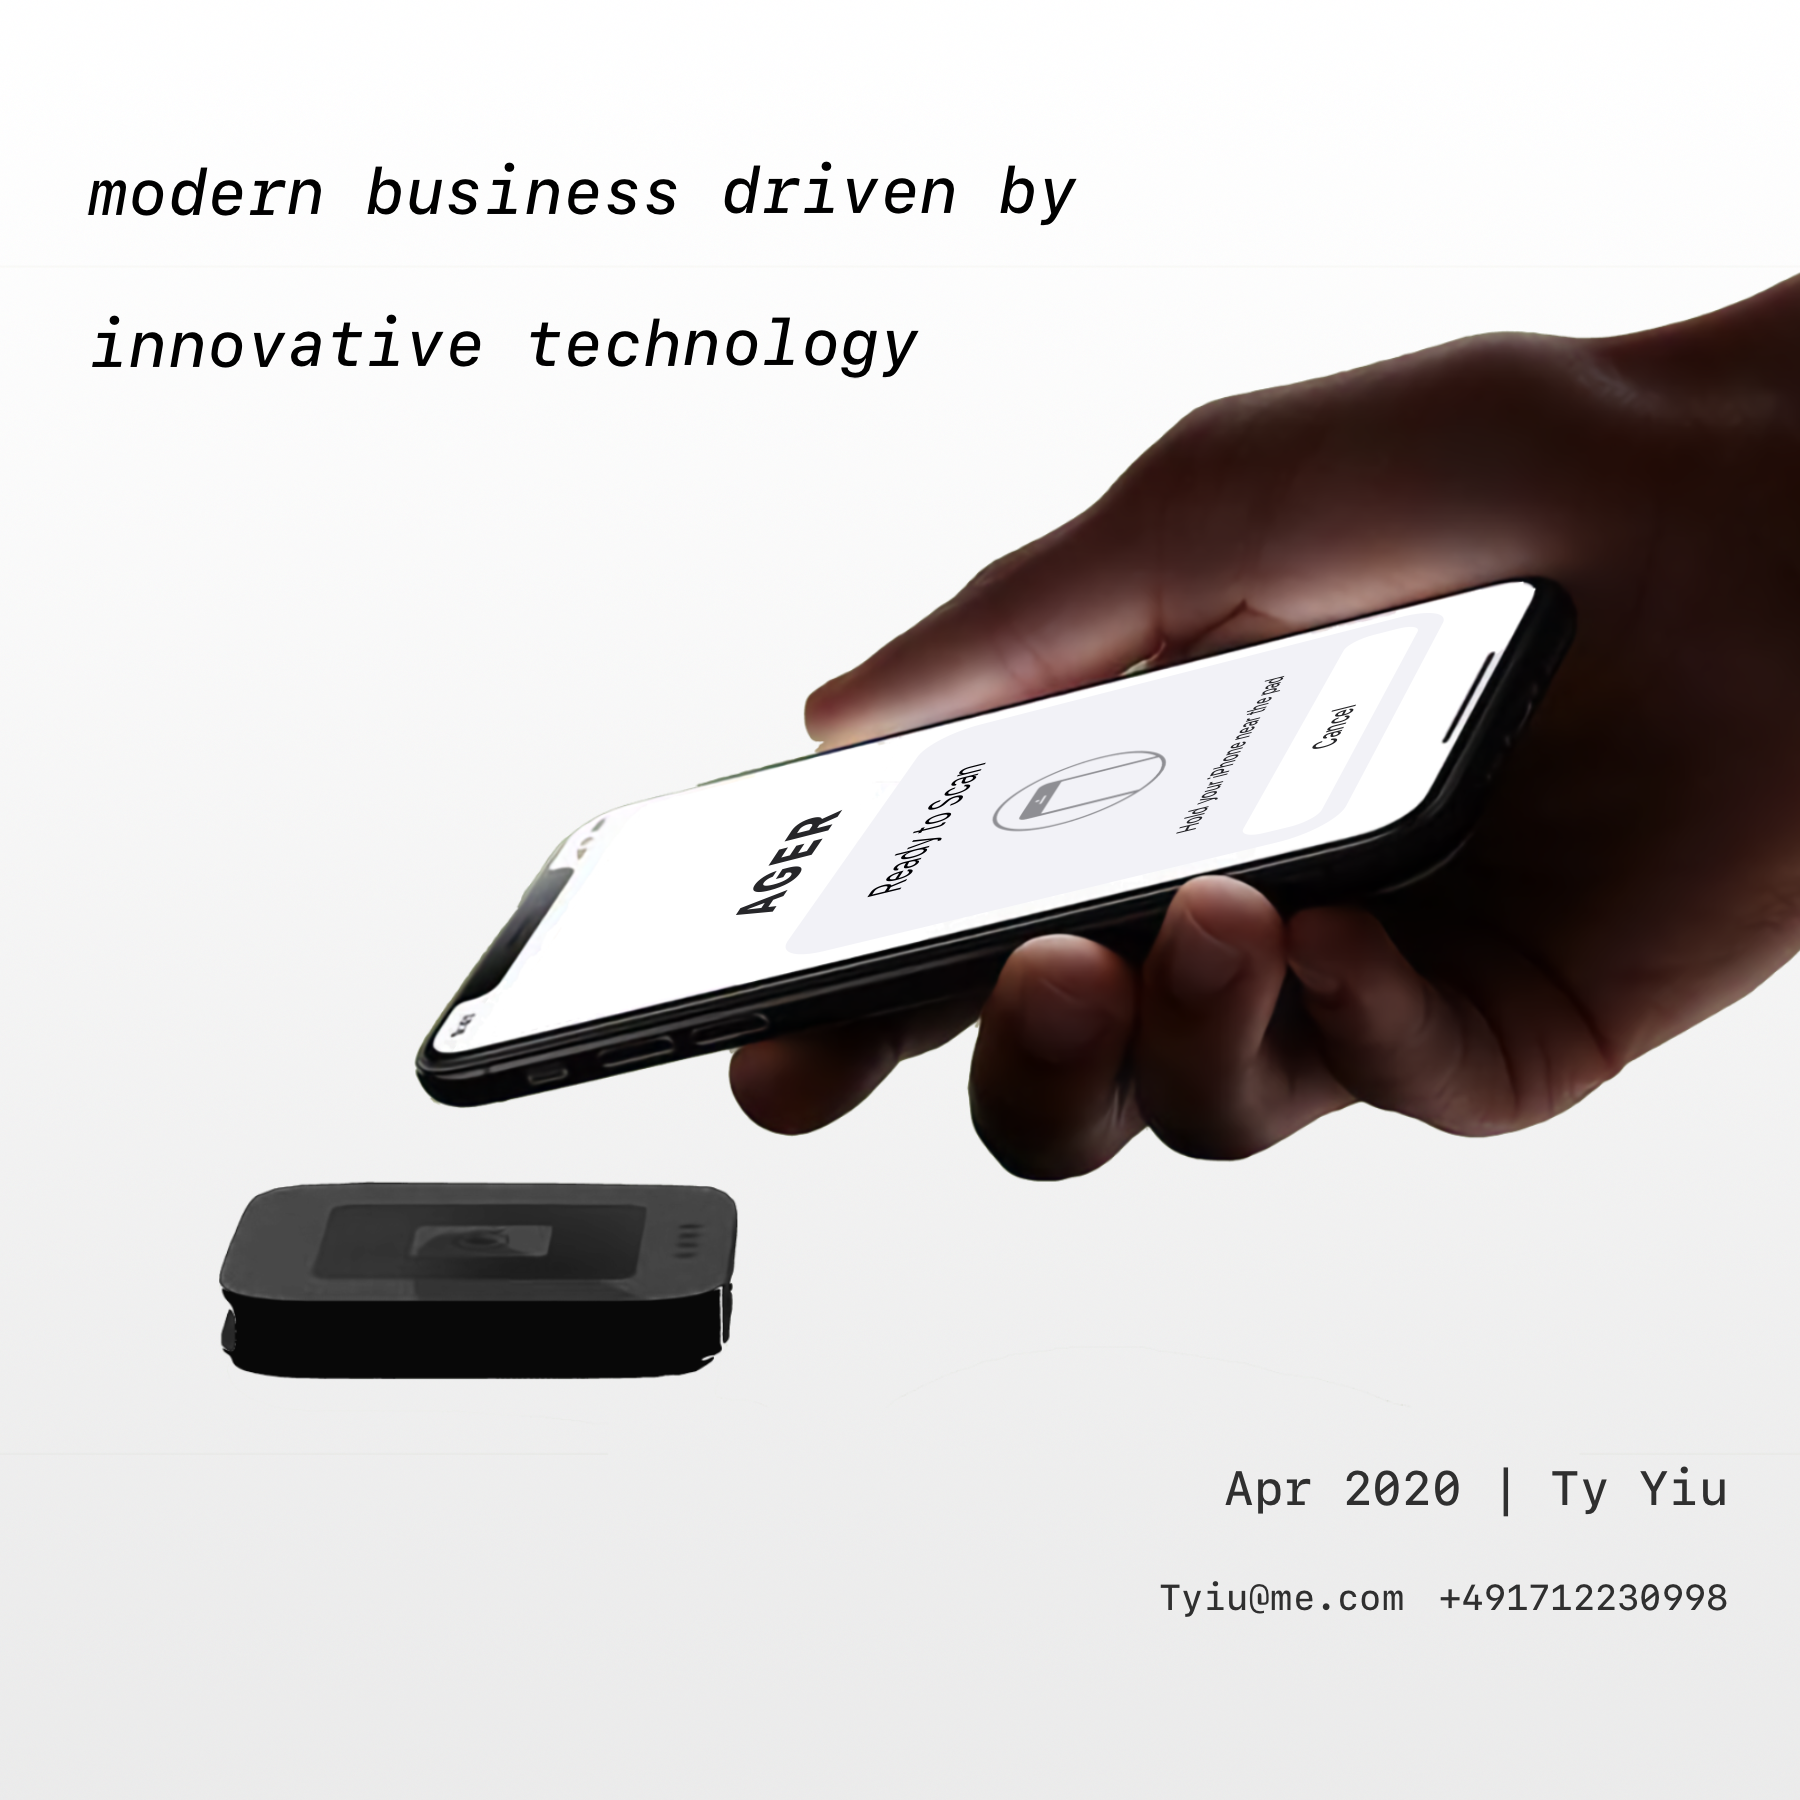 modern business driven by
innovative technology
AGER
Ready to Scan
Hold your iPhone near the pad
Cancel
Apr 2020 | Ty Yiu
Tyiu@me.com +491712230998